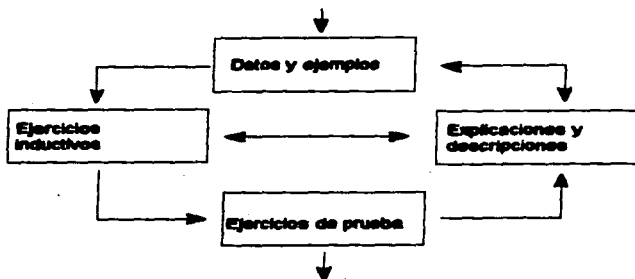 Datos y ejemplos
Ejercicios
inductivos
Explicaciones y
descripciones
Ejercicios de prueba